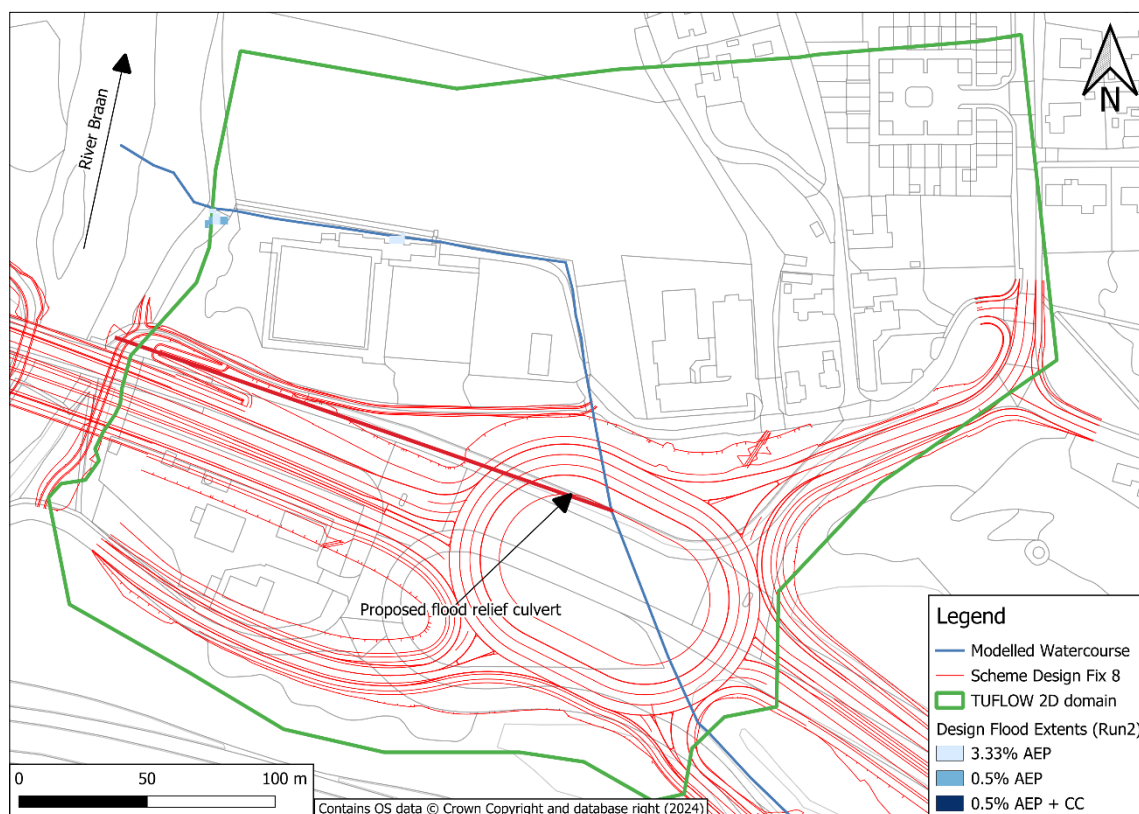 River Braan
N
Proposed flood relief culvert
Legend
Modelled Watercourse
Scheme Design Fix 8
TUFLOW 2D domain
Design Flood Extents (Run2)
3.33% AEP
0.5% AEP
0.5% AEP + CC
0 50 100 m
Contains OS data © Crown Copyright and database right (2024)